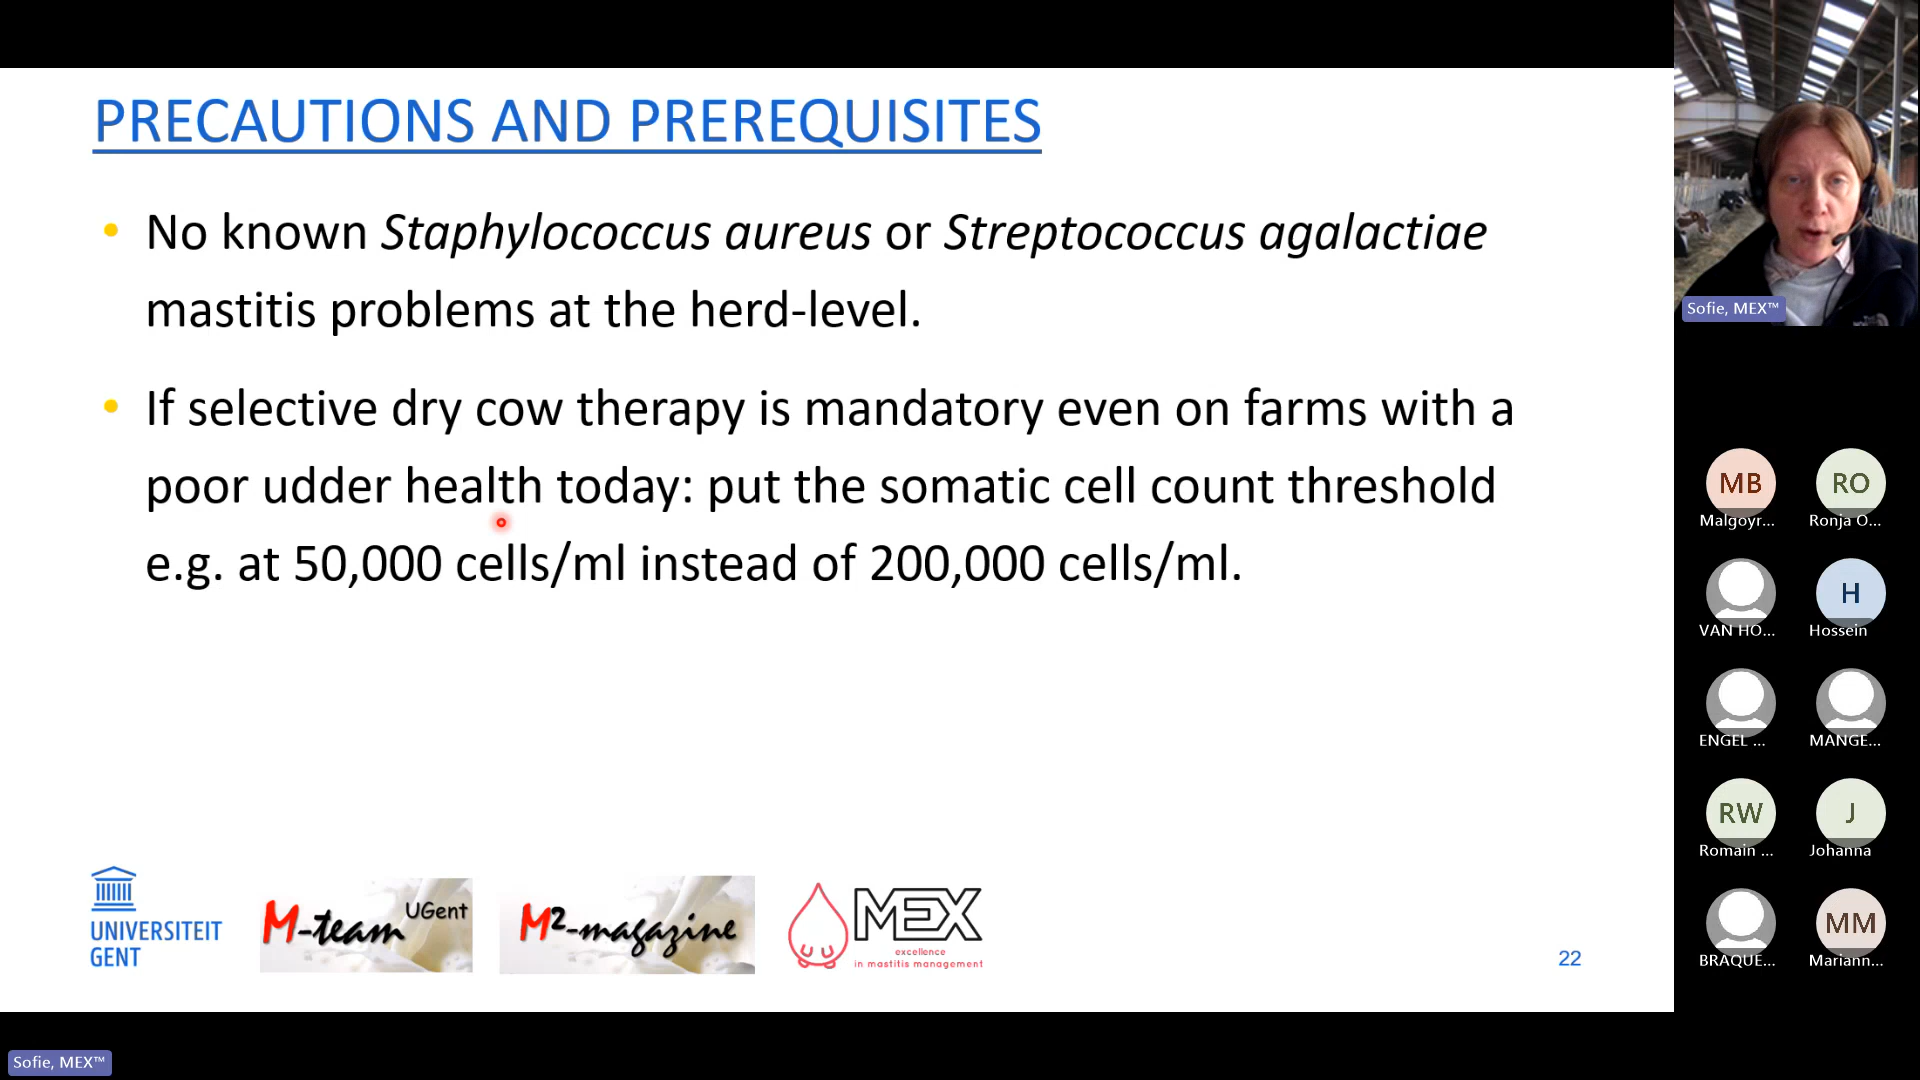 PRECAUTIONS AND PREREQUISITES
• No known Staphylococcus aureus or Streptococcus agalactiae
mastitis problems at the herd-level.
• If selective dry cow therapy is mandatory even on farms with a
poor udder health today: put the somatic cell count threshold
e.g. at 50,000 cells/ml instead of 200,000 cells/ml.
UNIVERSITEIT
GENT
M-team UGent
M²-magazine
MEX
excellence
in mastitis management
22
Sofie, MEX™
Sofie, MEX™
MB
Malgoyr...
RO
Ronja O...
VAN HO...
H
Hossein
ENGEL ...
MANGE...
RW
Romain ...
J
Johanna
BRAQUE...
MM
Mariann...